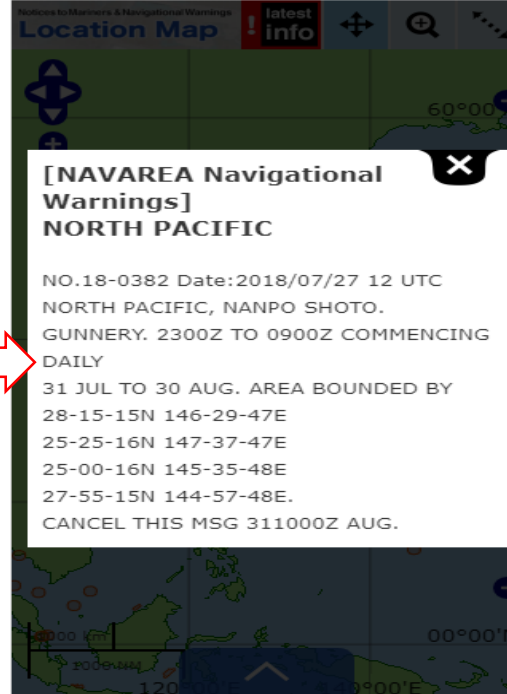 Notices to Mariners & Navigational Warnings
Location Map
! latest
info
60°00'
[NAVAREA Navigational
Warnings]
NORTH PACIFIC
NO.18-0382 Date:2018/07/27 12 UTC
NORTH PACIFIC, NANPO SHOTO.
GUNNERY. 2300Z TO 0900Z COMMENCING
DAILY
31 JUL TO 30 AUG. AREA BOUNDED BY
28-15-15N 146-29-47E
25-25-16N 147-37-47E
25-00-16N 145-35-48E
27-55-15N 144-57-48E.
CANCEL THIS MSG 311000Z AUG.
00°00'N